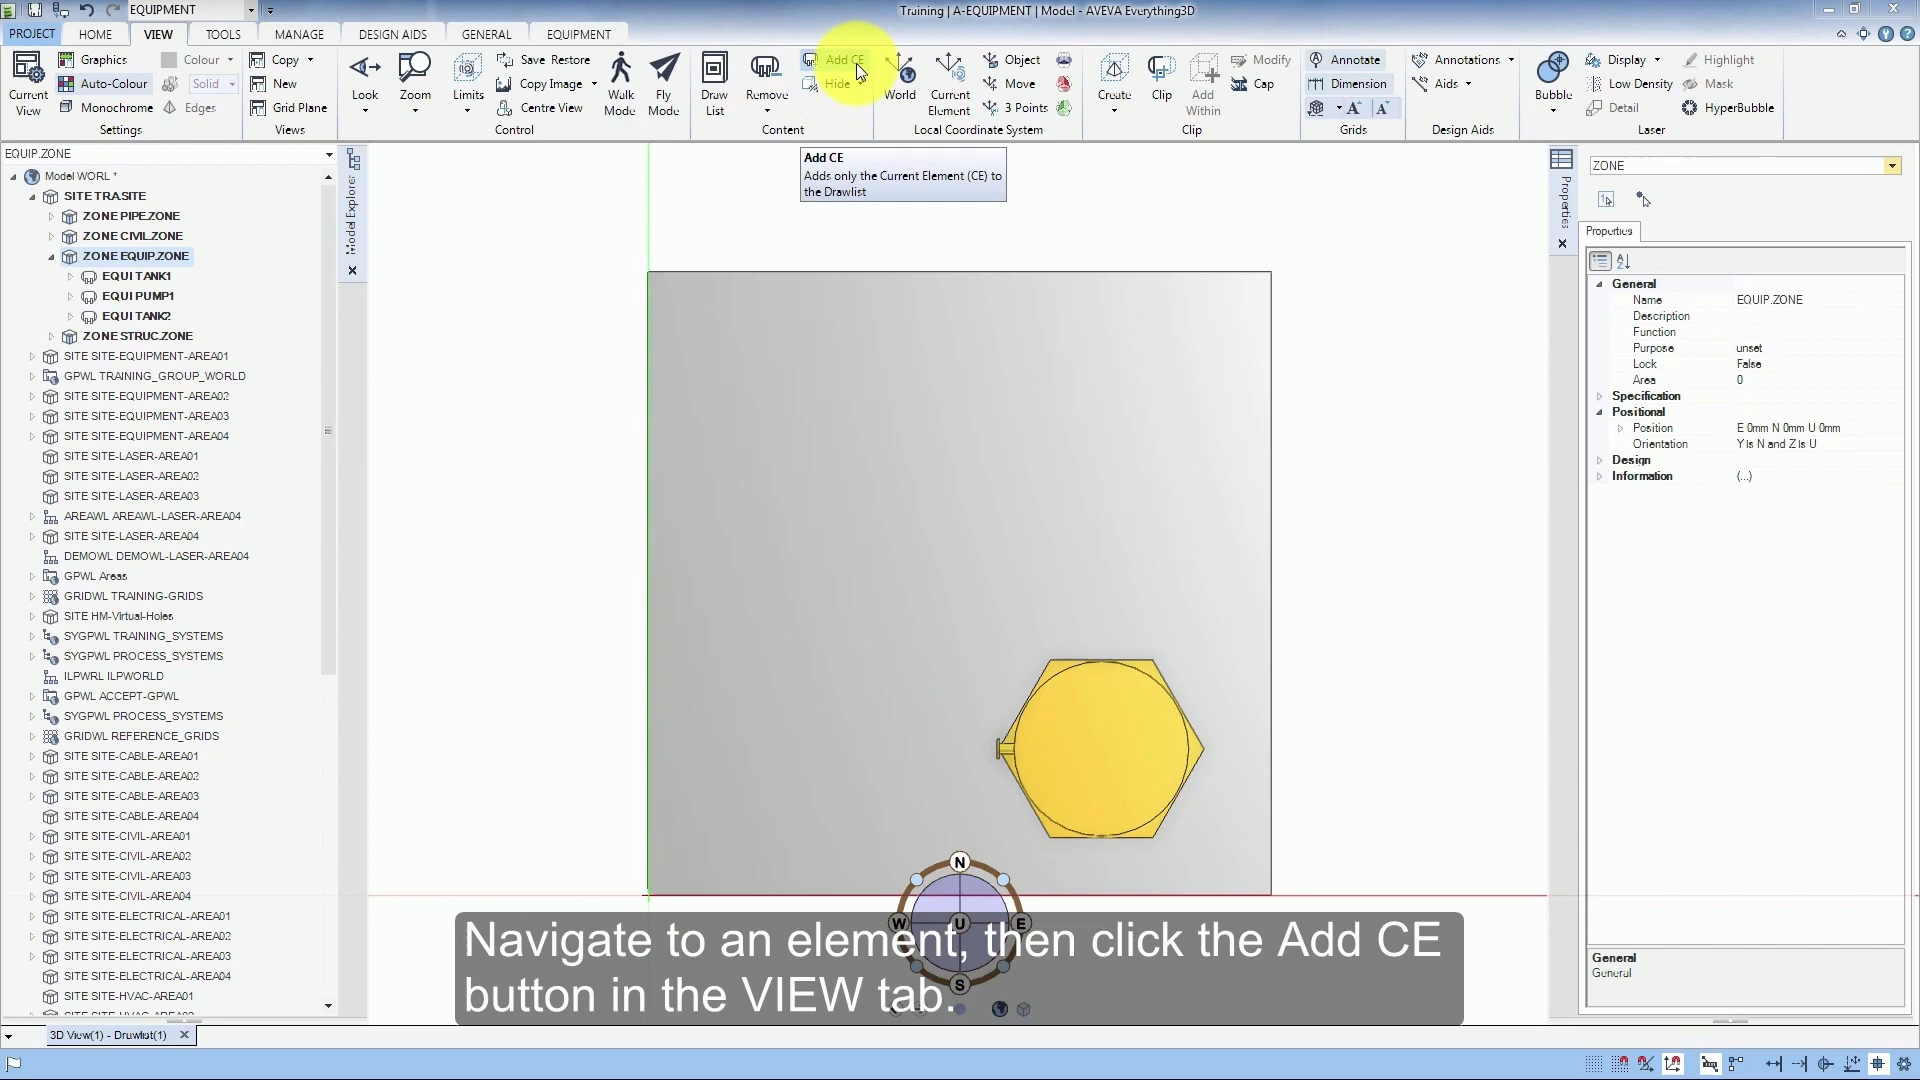 EQUIPMENT
Training | A-EQUIPMENT | Model - AVEVA Everything3D
PROJECT HOME VIEW TOOLS MANAGE DESIGN AIDS GENERAL EQUIPMENT
Current View
Graphics
Auto-Colour
Monochrome
Colour
Solid
Edges
Settings
Copy
New
Grid Plane
Views
Look
Zoom
Limits
Save Restore
Copy Image
Centre View
Walk Mode
Fly Mode
Control
Draw List
Remove
Add CE
Hide
Content
World
Current Element
Object
Move
3 Points
Local Coordinate System
Create
Clip
Add Within
Modify
Cap
Clip
Annotate
Dimension
Grids
Annotations
Aids
Design Aids
Bubble
Display
Low Density
Detail
Highlight
Mask
HyperBubble
Laser
Add CE
Adds only the Current Element (CE) to
the Drawlist
EQUIP.ZONE
Model WORL *
SITE TRA.SITE
ZONE PIPE.ZONE
ZONE CIVIL.ZONE
ZONE EQUIP.ZONE
EQUI TANK1
EQUI PUMP1
EQUI TANK2
ZONE STRUC.ZONE
SITE SITE-EQUIPMENT-AREA01
GPWL TRAINING_GROUP_WORLD
SITE SITE-EQUIPMENT-AREA02
SITE SITE-EQUIPMENT-AREA03
SITE SITE-EQUIPMENT-AREA04
SITE SITE-LASER-AREA01
SITE SITE-LASER-AREA02
SITE SITE-LASER-AREA03
AREAWL AREAWL-LASER-AREA04
SITE SITE-LASER-AREA04
DEMOWL DEMOWL-LASER-AREA04
GPWL Areas
GRIDWL TRAINING-GRIDS
SITE HM-Virtual-Holes
SYGPWL TRAINING_SYSTEMS
SYGPWL PROCESS_SYSTEMS
ILPWRL ILPWORLD
GPWL ACCEPT-GPWL
SYGPWL PROCESS_SYSTEMS
GRIDWL REFERENCE_GRIDS
SITE SITE-CABLE-AREA01
SITE SITE-CABLE-AREA02
SITE SITE-CABLE-AREA03
SITE SITE-CABLE-AREA04
SITE SITE-CIVIL-AREA01
SITE SITE-CIVIL-AREA02
SITE SITE-CIVIL-AREA03
SITE SITE-CIVIL-AREA04
SITE SITE-ELECTRICAL-AREA01
SITE SITE-ELECTRICAL-AREA02
SITE SITE-ELECTRICAL-AREA03
SITE SITE-ELECTRICAL-AREA04
SITE SITE-HVAC-AREA01
Model Explorer
N
W U E
S
Navigate to an element, then click the Add CE
button in the VIEW tab.
Properties
ZONE
Properties
General
Name EQUIP.ZONE
Description
Function
Purpose unset
Lock False
Area 0
Specification
Positional
Position E 0mm N 0mm U 0mm
Orientation Y is N and Z is U
Design
Information (...)
General
General
3D View(1) - Drawlist(1)